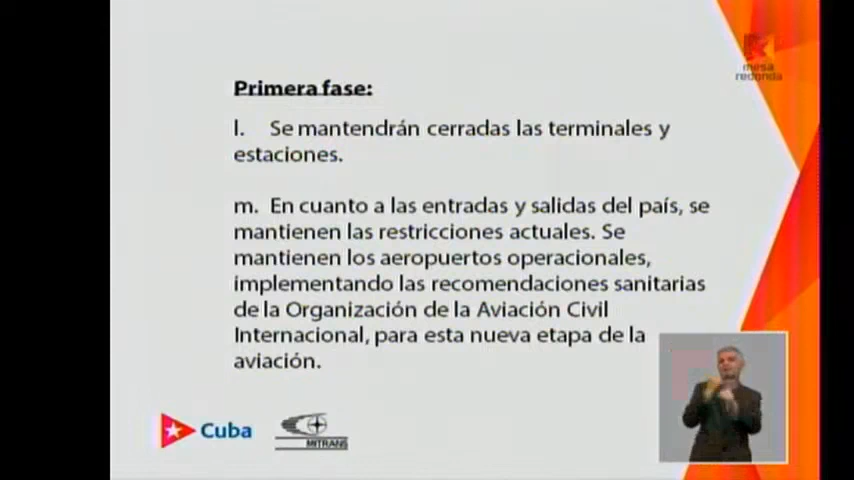 mesa
redonda
Primera fase:
l. Se mantendrán cerradas las terminales y
estaciones.
m. En cuanto a las entradas y salidas del país, se
mantienen las restricciones actuales. Se
mantienen los aeropuertos operacionales,
implementando las recomendaciones sanitarias
de la Organización de la Aviación Civil
Internacional, para esta nueva etapa de la
aviación.
Cuba
MITRANS